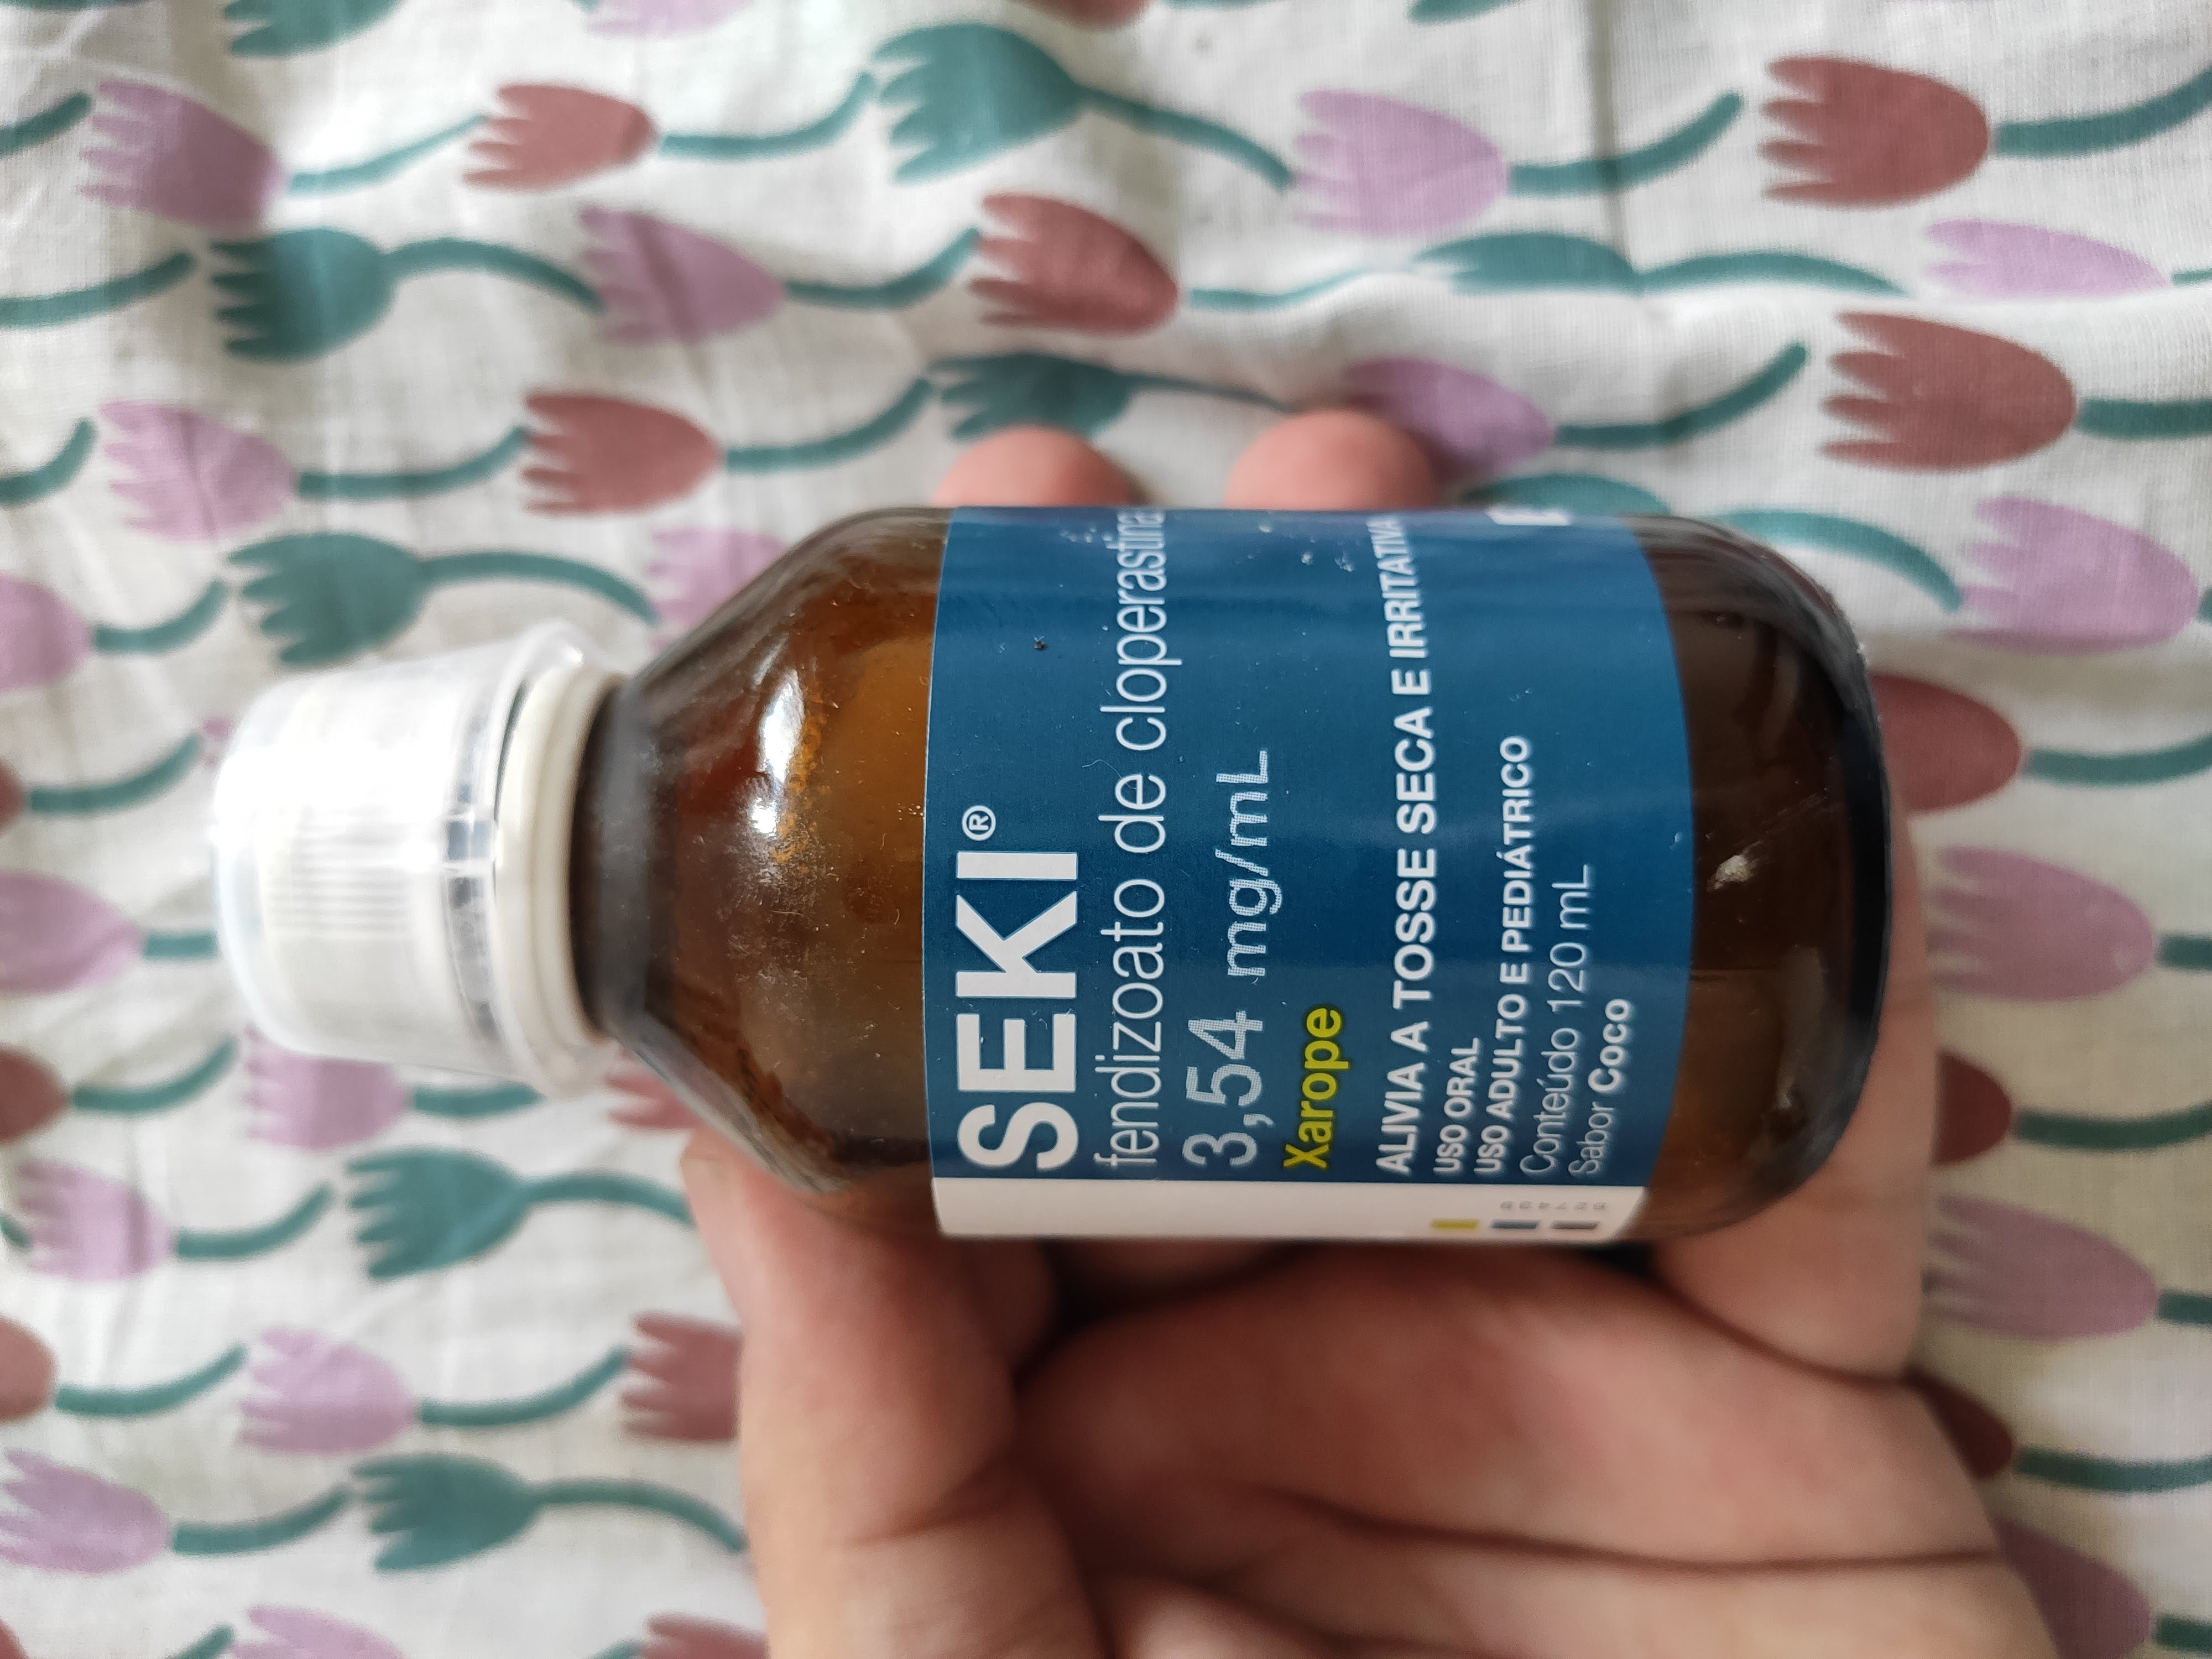 SEKI®
fendizoato de cloperastina
3,54 mg/mL
Xarope
ALIVIA A TOSSE SECA E IRRITATIVA
USO ORAL
USO ADULTO E PEDIÁTRICO
Conteúdo 120 mL
Sabor Coco